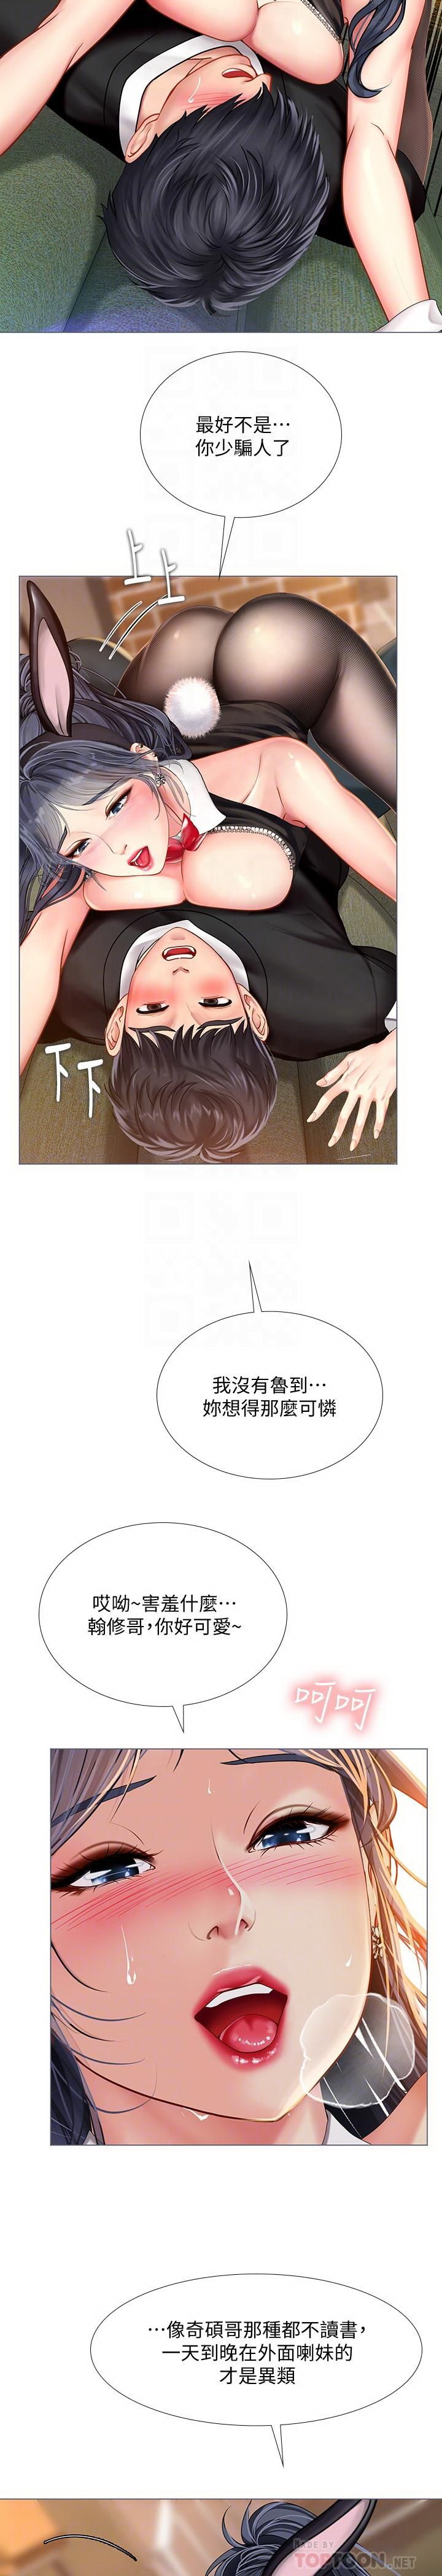 最好不是⋯
你少騙人了
上上
下下
我沒有魯到⋯
妳想得那麼可憐
哎呦~害羞什麼⋯
翰修哥，你好可愛~
呵呵
⋯像奇碩哥那種都不讀書，
一天到晚在外面喇妹的
才是異類
MADE BY
TOPTOON.NET